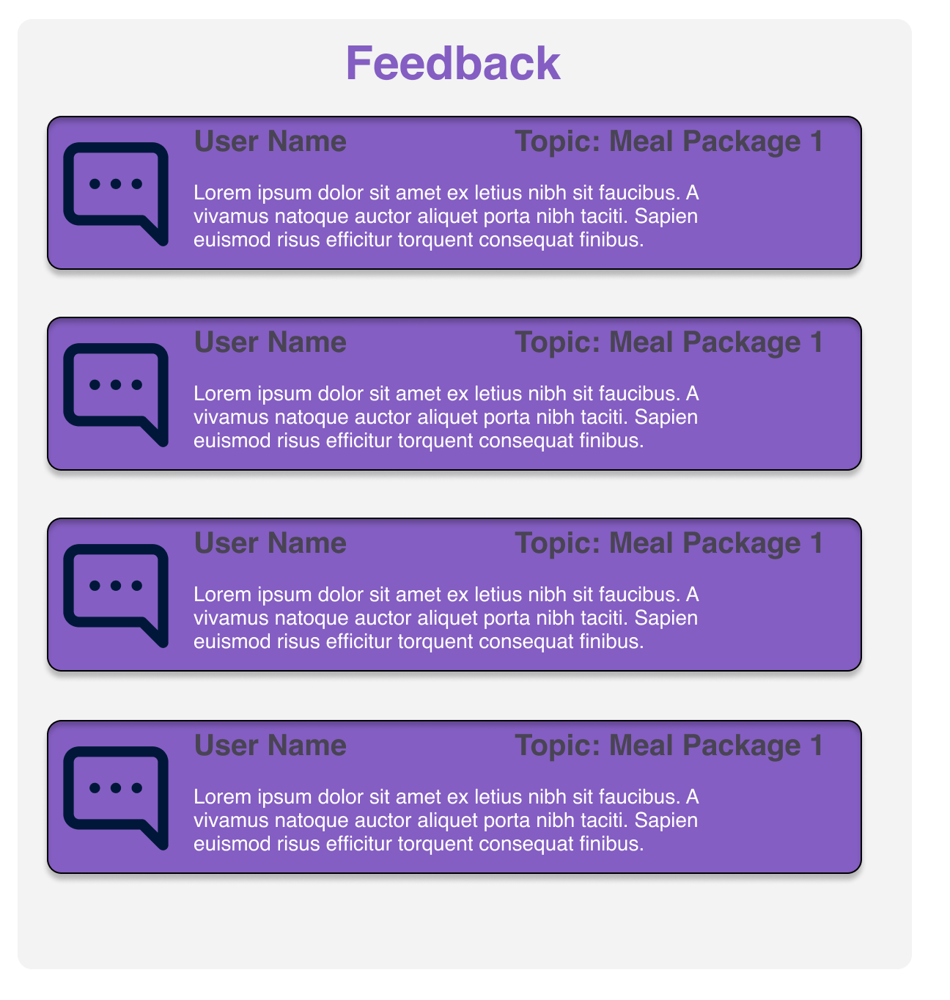 Feedback
User Name Topic: Meal Package 1
Lorem ipsum dolor sit amet ex letius nibh sit faucibus. A
vivamus natoque auctor aliquet porta nibh taciti. Sapien
euismod risus efficitur torquent consequat finibus.
User Name Topic: Meal Package 1
Lorem ipsum dolor sit amet ex letius nibh sit faucibus. A
vivamus natoque auctor aliquet porta nibh taciti. Sapien
euismod risus efficitur torquent consequat finibus.
User Name Topic: Meal Package 1
Lorem ipsum dolor sit amet ex letius nibh sit faucibus. A
vivamus natoque auctor aliquet porta nibh taciti. Sapien
euismod risus efficitur torquent consequat finibus.
User Name Topic: Meal Package 1
Lorem ipsum dolor sit amet ex letius nibh sit faucibus. A
vivamus natoque auctor aliquet porta nibh taciti. Sapien
euismod risus efficitur torquent consequat finibus.